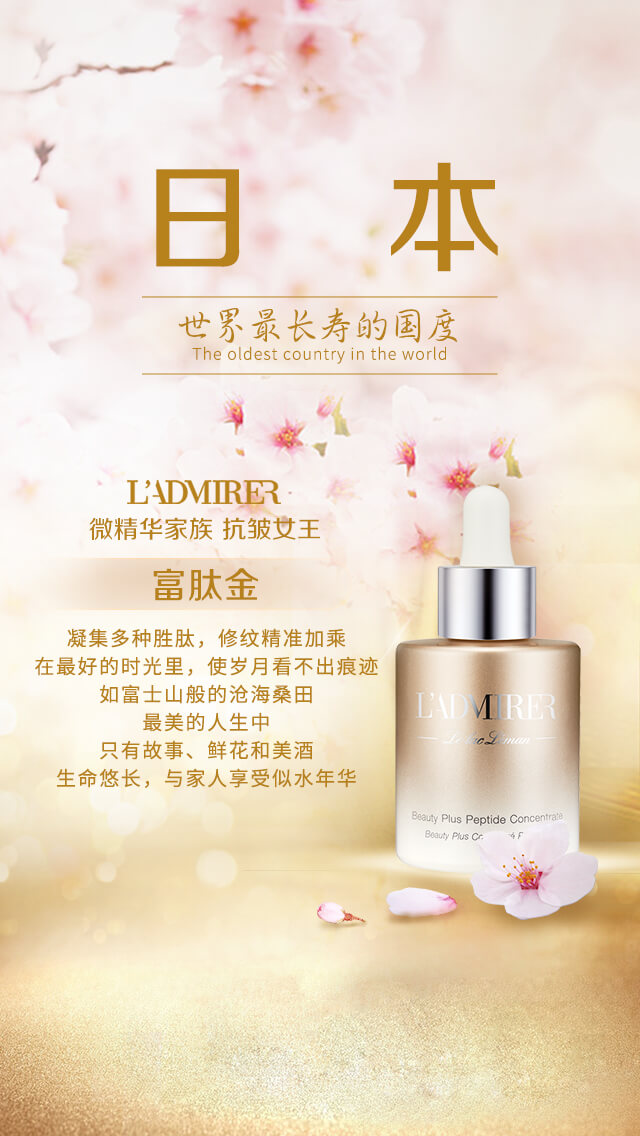 日本
世界最长寿的国度
The oldest country in the world
L'ADMIRER
微精华家族 抗皱女王
富肽金
凝集多种胜肽，修纹精准加乘
在最好的时光里，使岁月看不出痕迹
如富士山般的沧海桑田
最美的人生中
只有故事、鲜花和美酒
生命悠长，与家人享受似水年华
L'ADMIRER
Beauty Plus Peptide Concentrate
Beauty Plus